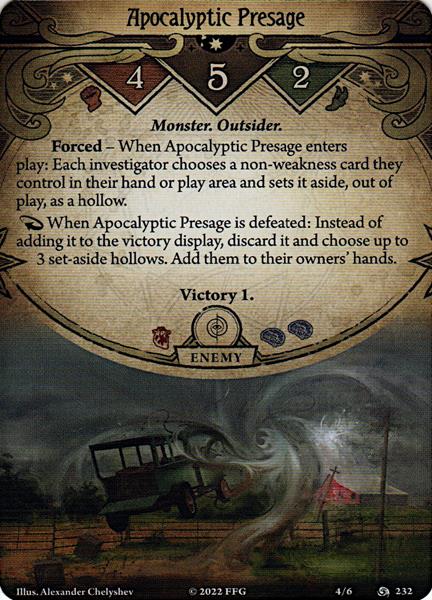 Apocalyptic Presage
4 5 2
Monster. Outsider.
Forced – When Apocalyptic Presage enters
play: Each investigator chooses a non-weakness card they
control in their hand or play area and sets it aside, out of
play, as a hollow.
When Apocalyptic Presage is defeated: Instead of
adding it to the victory display, discard it and choose up to
3 set-aside hollows. Add them to their owners' hands.
Victory 1.
ENEMY
Illus. Alexander Chelyshev © 2022 FFG 4/6 232